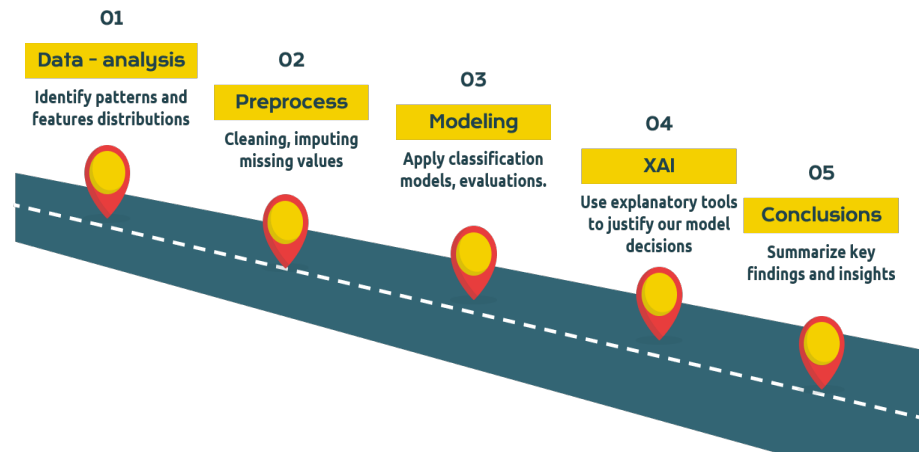 01
Data - analysis
Identify patterns and
features distributions
02
Preprocess
Cleaning, imputing
missing values
03
Modeling
Apply classification
models, evaluations.
04
XAI
Use explanatory tools
to justify our model
decisions
05
Conclusions
Summarize key
findings and insights